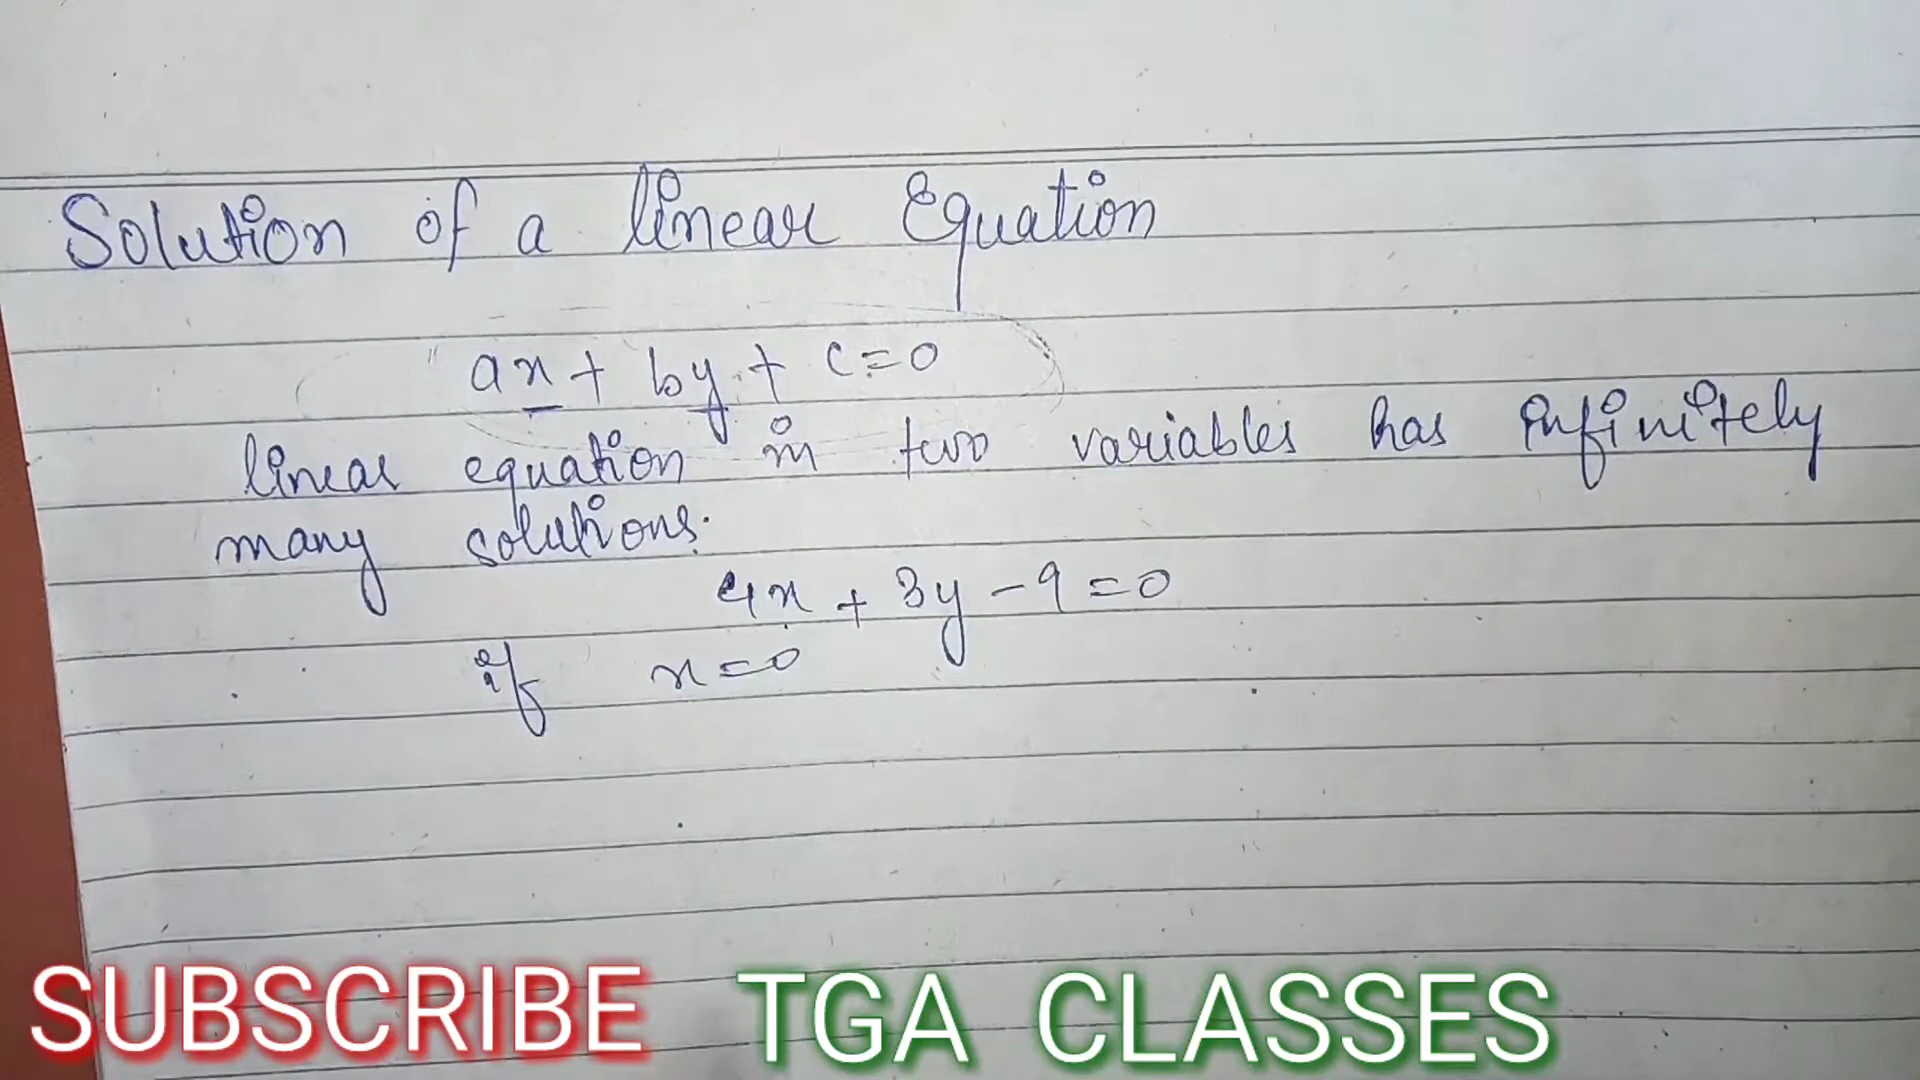 Solution of a linear Equation
ax + by + c = 0
linear equation in two variables has infinitely
many solutions.
4x + 3y - 9 = 0
if x = 0
SUBSCRIBE TGA CLASSES